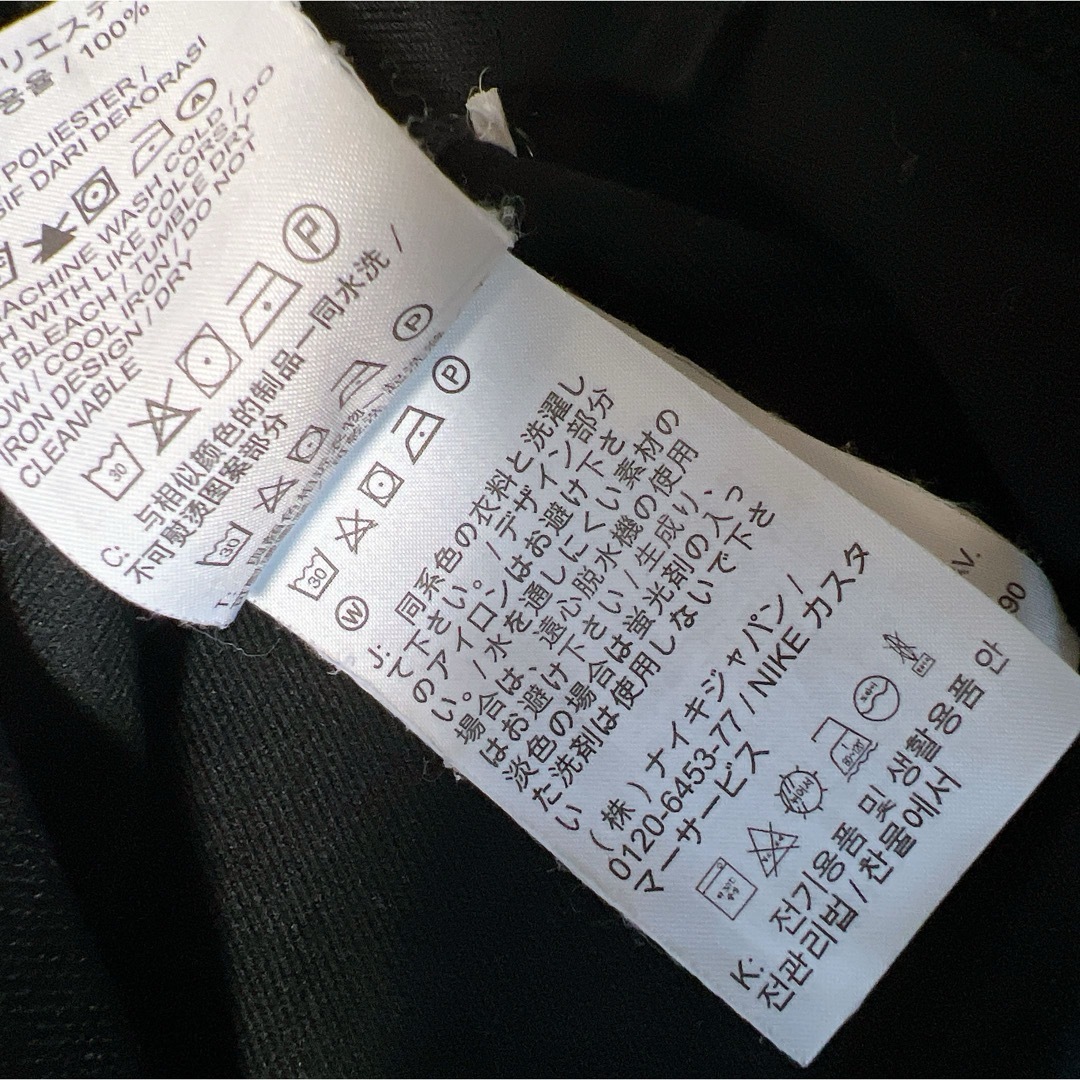 リエステ
용율 / 100%
POLIESTER /
SIF DARI DEKORASI
A
MACHINE WASH COLD /
WITH LIKE COLORS /
BLEACH / TUMBLE DRY
LOW / COOL IRON / DO
IRON DESIGN / DRY
CLEANABLE
DO NOT
30
P
C:
与相似颜色的制品一同水洗 /
不可熨烫图案部分
30
P
30
P
W
J:
同系色の衣料と洗濯し
て下さい。 / デザイン部分
のアイロンはお避け下さ
い。 / 水を通しにくい素材の
場合は、遠心脱水機の使用
はお避け下さい / 生成り、
淡色の場合は蛍光剤の入っ
た洗剤は使用しないで下さ
い
(株) ナイキジャパン /
0120-6453-77 / NIKE カスタ
マーサービス
K:
전기용품 및 생활용품 안
전관리법 / 찬물에서
KV.
90